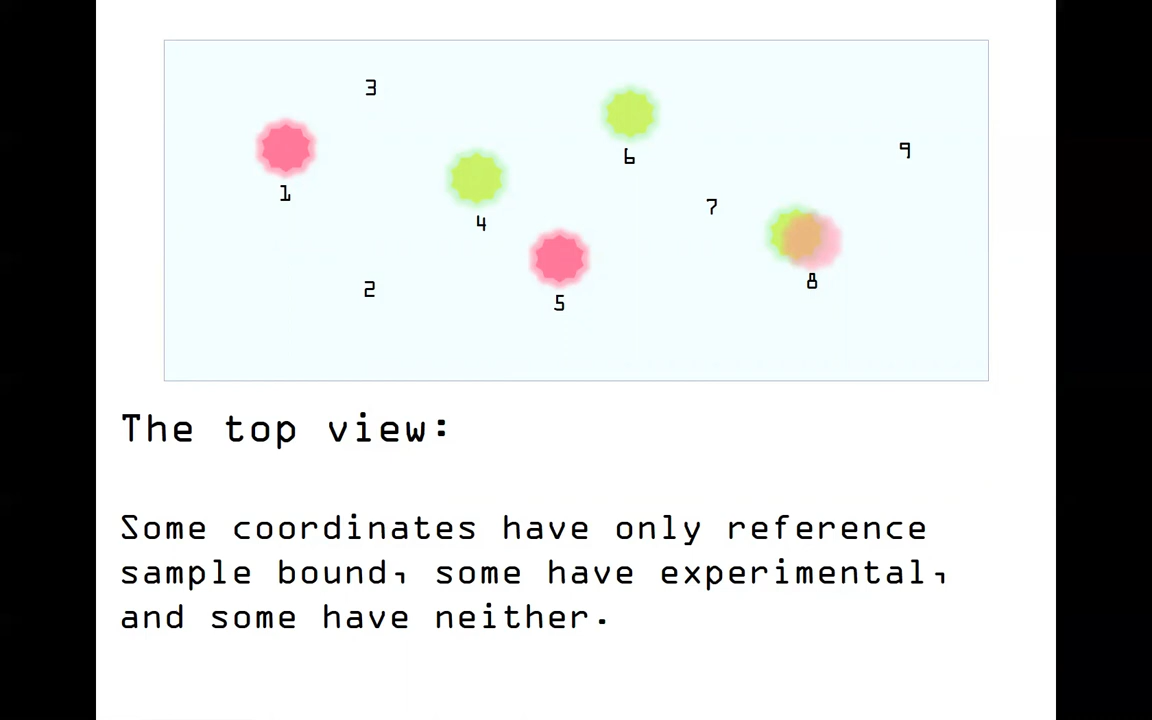 3
6
9
1
7
4
8
2
5
The top view:
Some coordinates have only reference
sample bound, some have experimental,
and some have neither.